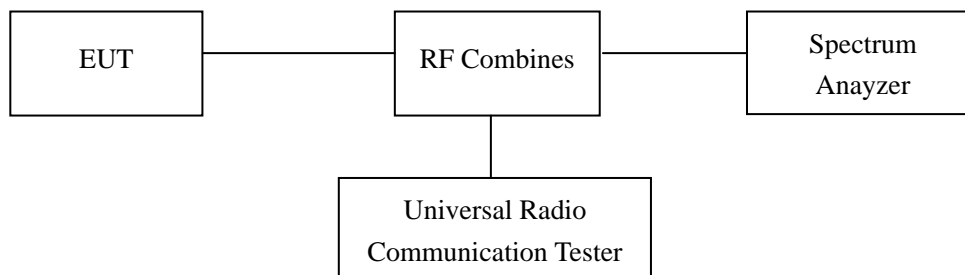 EUT
RF Combines
Spectrum
Anayzer
Universal Radio
Communication Tester